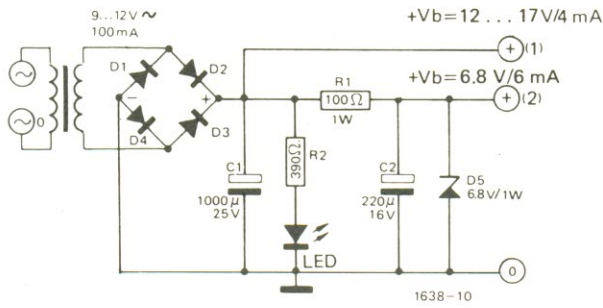 9...12V ~
100mA
+Vb=12 ... 17V/4 mA
+ (1)
D1
D2
R1
+Vb=6.8 V/6 mA
− +
100Ω
+ (2)
1W
0
D4
D3
R2
390Ω
C1
C2
D5
6.8V/1W
1000µ
25V
220µ
16V
LED
0
1638-10